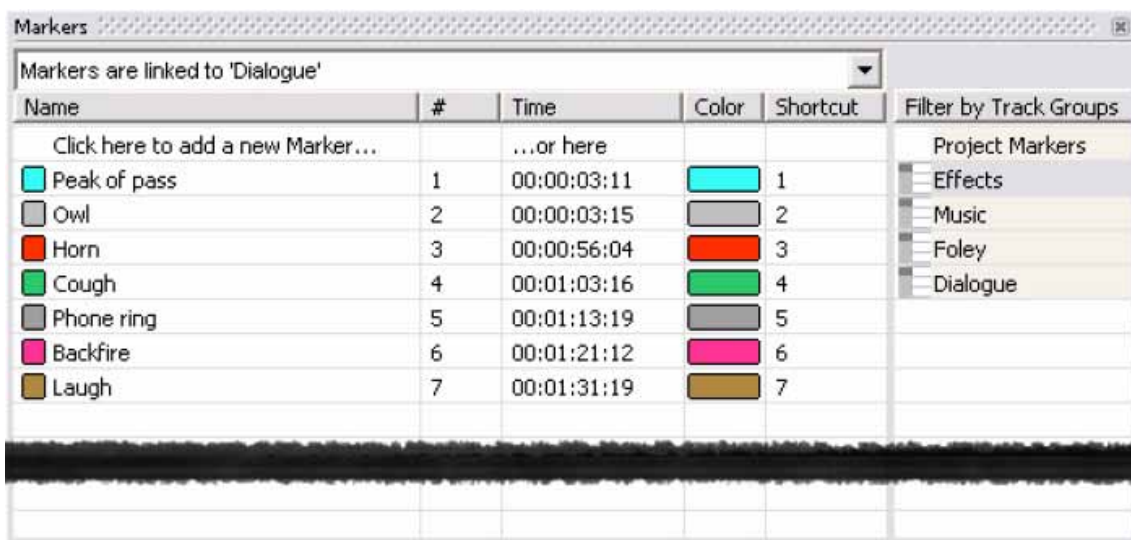 Markers
Markers are linked to 'Dialogue'
Name # Time Color Shortcut Filter by Track Groups
Click here to add a new Marker... ...or here Project Markers
Peak of pass 1 00:00:03:11 1 Effects
Owl 2 00:00:03:15 2 Music
Horn 3 00:00:56:04 3 Foley
Cough 4 00:01:03:16 4 Dialogue
Phone ring 5 00:01:13:19 5
Backfire 6 00:01:21:12 6
Laugh 7 00:01:31:19 7